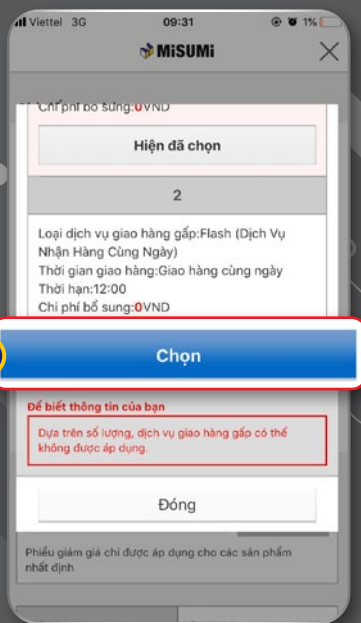 Viettel 3G 09:31 1%
MiSUMi
Chi phí bổ sung:0VND
Hiện đã chọn
2
Loại dịch vụ giao hàng gấp:Flash (Dịch Vụ
Nhận Hàng Cùng Ngày)
Thời gian giao hàng:Giao hàng cùng ngày
Thời hạn:12:00
Chi phí bổ sung:0VND
Chọn
Để biết thông tin của bạn
Dựa trên số lượng, dịch vụ giao hàng gấp có thể
không được áp dụng.
Đóng
Phiếu giảm giá chỉ được áp dụng cho các sản phẩm
nhất định